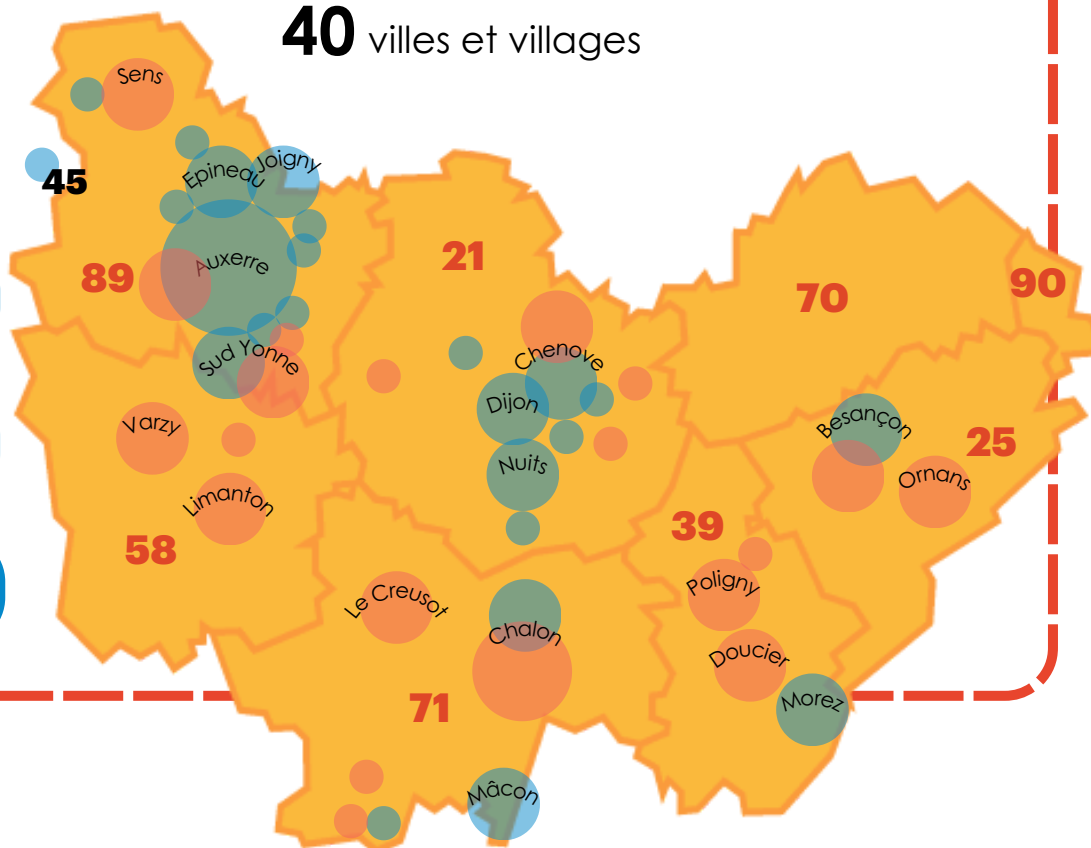 40 villes et villages
Sens
45
Epineau
Joigny
89
Auxerre
21
70
90
Sud Yonne
Chenove
Dijon
Varzy
Besançon
25
Nuits
Ornans
Limanton
58
39
Le Creusot
Poligny
Chalon
Doucier
71
Morez
Mâcon